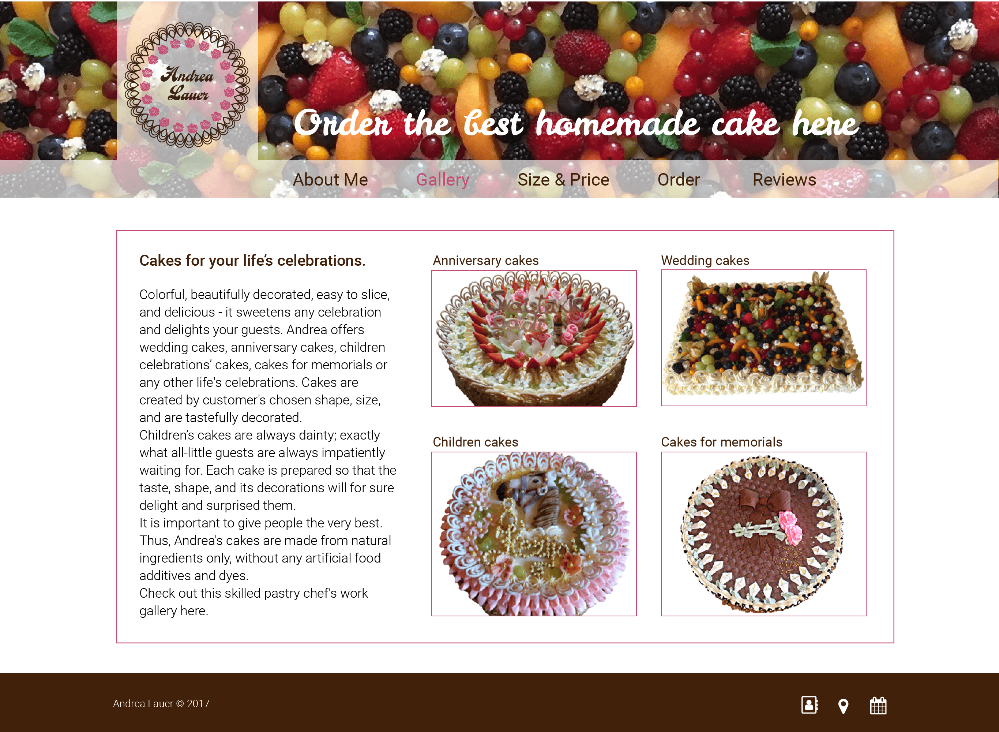 Andrea
Lauer
Order the best homemade cake here
About Me Gallery Size & Price Order Reviews
Cakes for your life’s celebrations.
Colorful, beautifully decorated, easy to slice,
and delicious - it sweetens any celebration
and delights your guests. Andrea offers
wedding cakes, anniversary cakes, children
celebrations’ cakes, cakes for memorials or
any other life's celebrations. Cakes are
created by customer's chosen shape, size,
and are tastefully decorated.
Children’s cakes are always dainty; exactly
what all-little guests are always impatiently
waiting for. Each cake is prepared so that the
taste, shape, and its decorations will for sure
delight and surprised them.
It is important to give people the very best.
Thus, Andrea's cakes are made from natural
ingredients only, without any artificial food
additives and dyes.
Check out this skilled pastry chef’s work
gallery here.
Anniversary cakes
Wedding cakes
Children cakes
Cakes for memorials
Andrea Lauer © 2017